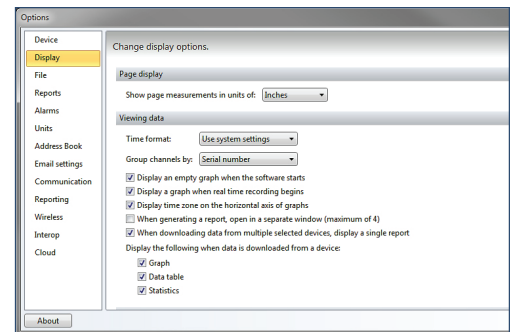 Options
Device
Display
File
Reports
Alarms
Units
Address Book
Email settings
Communication
Reporting
Wireless
Interop
Cloud
About
Change display options.
Page display
Show page measurements in units of: Inches
Viewing data
Time format: Use system settings
Group channels by: Serial number
Display an empty graph when the software starts
Display a graph when real time recording begins
Display time zone on the horizontal axis of graphs
When generating a report, open in a separate window (maximum of 4)
When downloading data from multiple selected devices, display a single report
Display the following when data is downloaded from a device:
Graph
Data table
Statistics